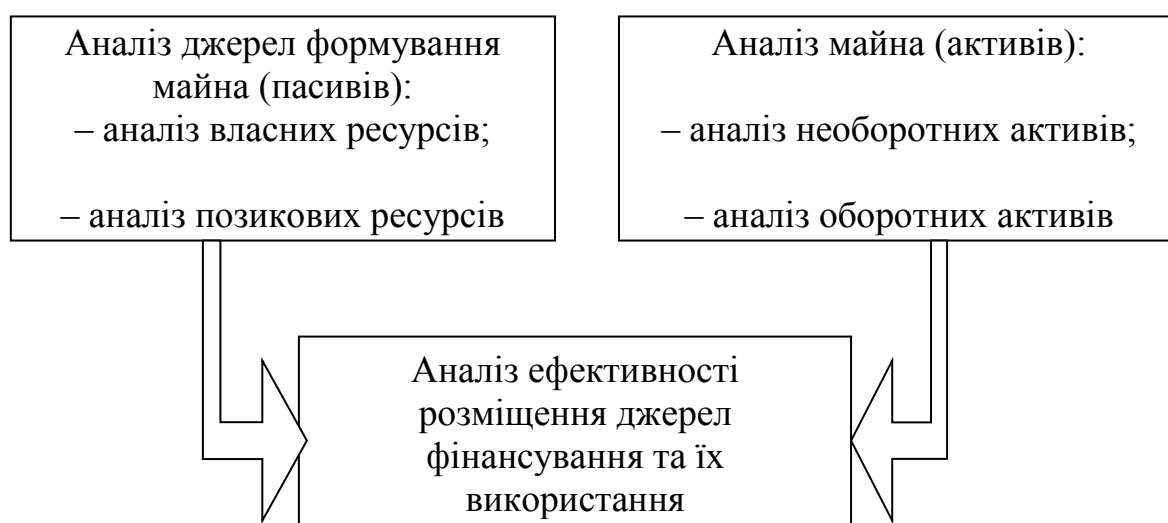 Аналіз джерел формування
майна (пасивів):
– аналіз власних ресурсів;
– аналіз позикових ресурсів
Аналіз майна (активів):
– аналіз необоротних активів;
– аналіз оборотних активів
Аналіз ефективності
розміщення джерел
фінансування та їх
використання